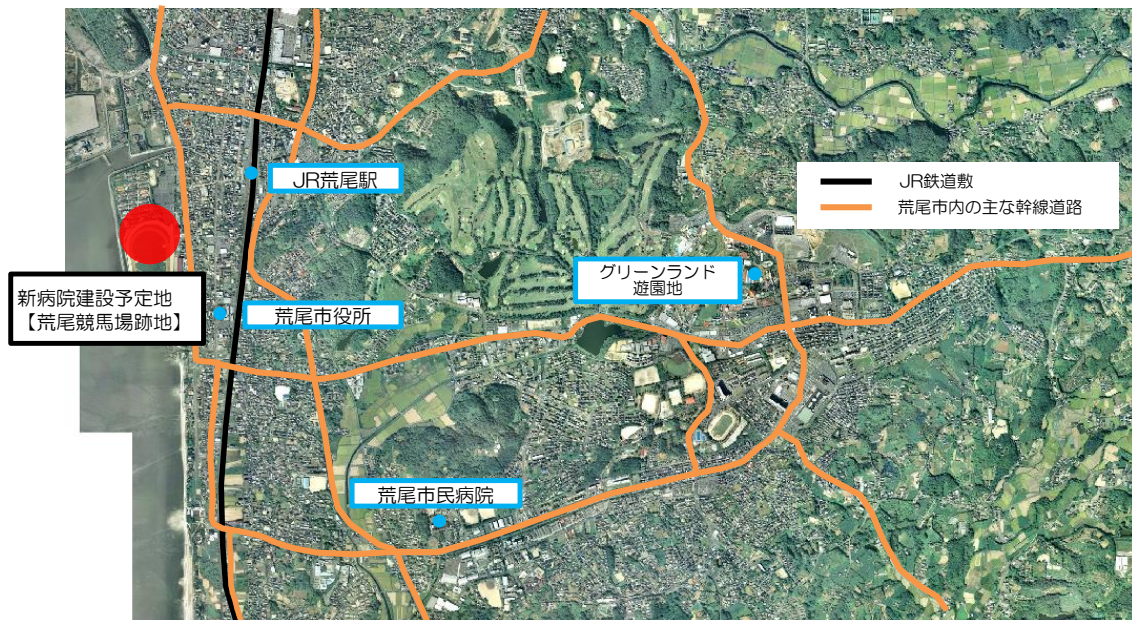 JR荒尾駅
JR鉄道敷
荒尾市内の主な幹線道路
グリーンランド
遊園地
新病院建設予定地
【荒尾競馬場跡地】
荒尾市役所
荒尾市民病院